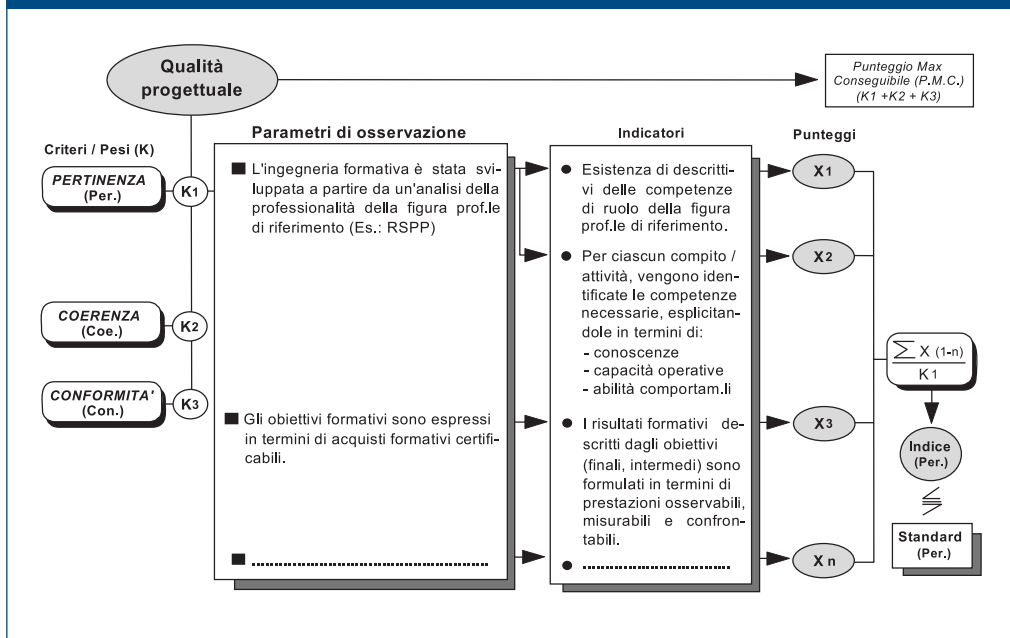 Qualità
progettuale
Punteggio Max
Conseguibile (P.M.C.)
(K1 +K2 + K3)
Criteri / Pesi (K)
PERTINENZA
(Per.)
K1
COERENZA
(Coe.)
K2
CONFORMITA'
(Con.)
K3
Parametri di osservazione
■ L'ingegneria formativa è stata svi-
luppata a partire da un'analisi della
professionalità della figura prof.le
di riferimento (Es.: RSPP)
■ Gli obiettivi formativi sono espressi
in termini di acquisti formativi certifi-
cabili.
■ ................................................
Indicatori
● Esistenza di descritti-
vi delle competenze
di ruolo della figura
prof.le di riferimento.
● Per ciascun compito /
attività, vengono iden-
tificate le competenze
necessarie, esplicitan-
dole in termini di:
- conoscenze
- capacità operative
- abilità comportam.li
● I risultati formativi de-
scritti dagli obiettivi
(finali, intermedi) sono
formulati in termini di
prestazioni osservabili,
misurabili e confron-
tabili.
● ..............................
Punteggi
X1
X2
X3
X n
∑ X (1-n)
K 1
Indice
(Per.)
≦
Standard
(Per.)